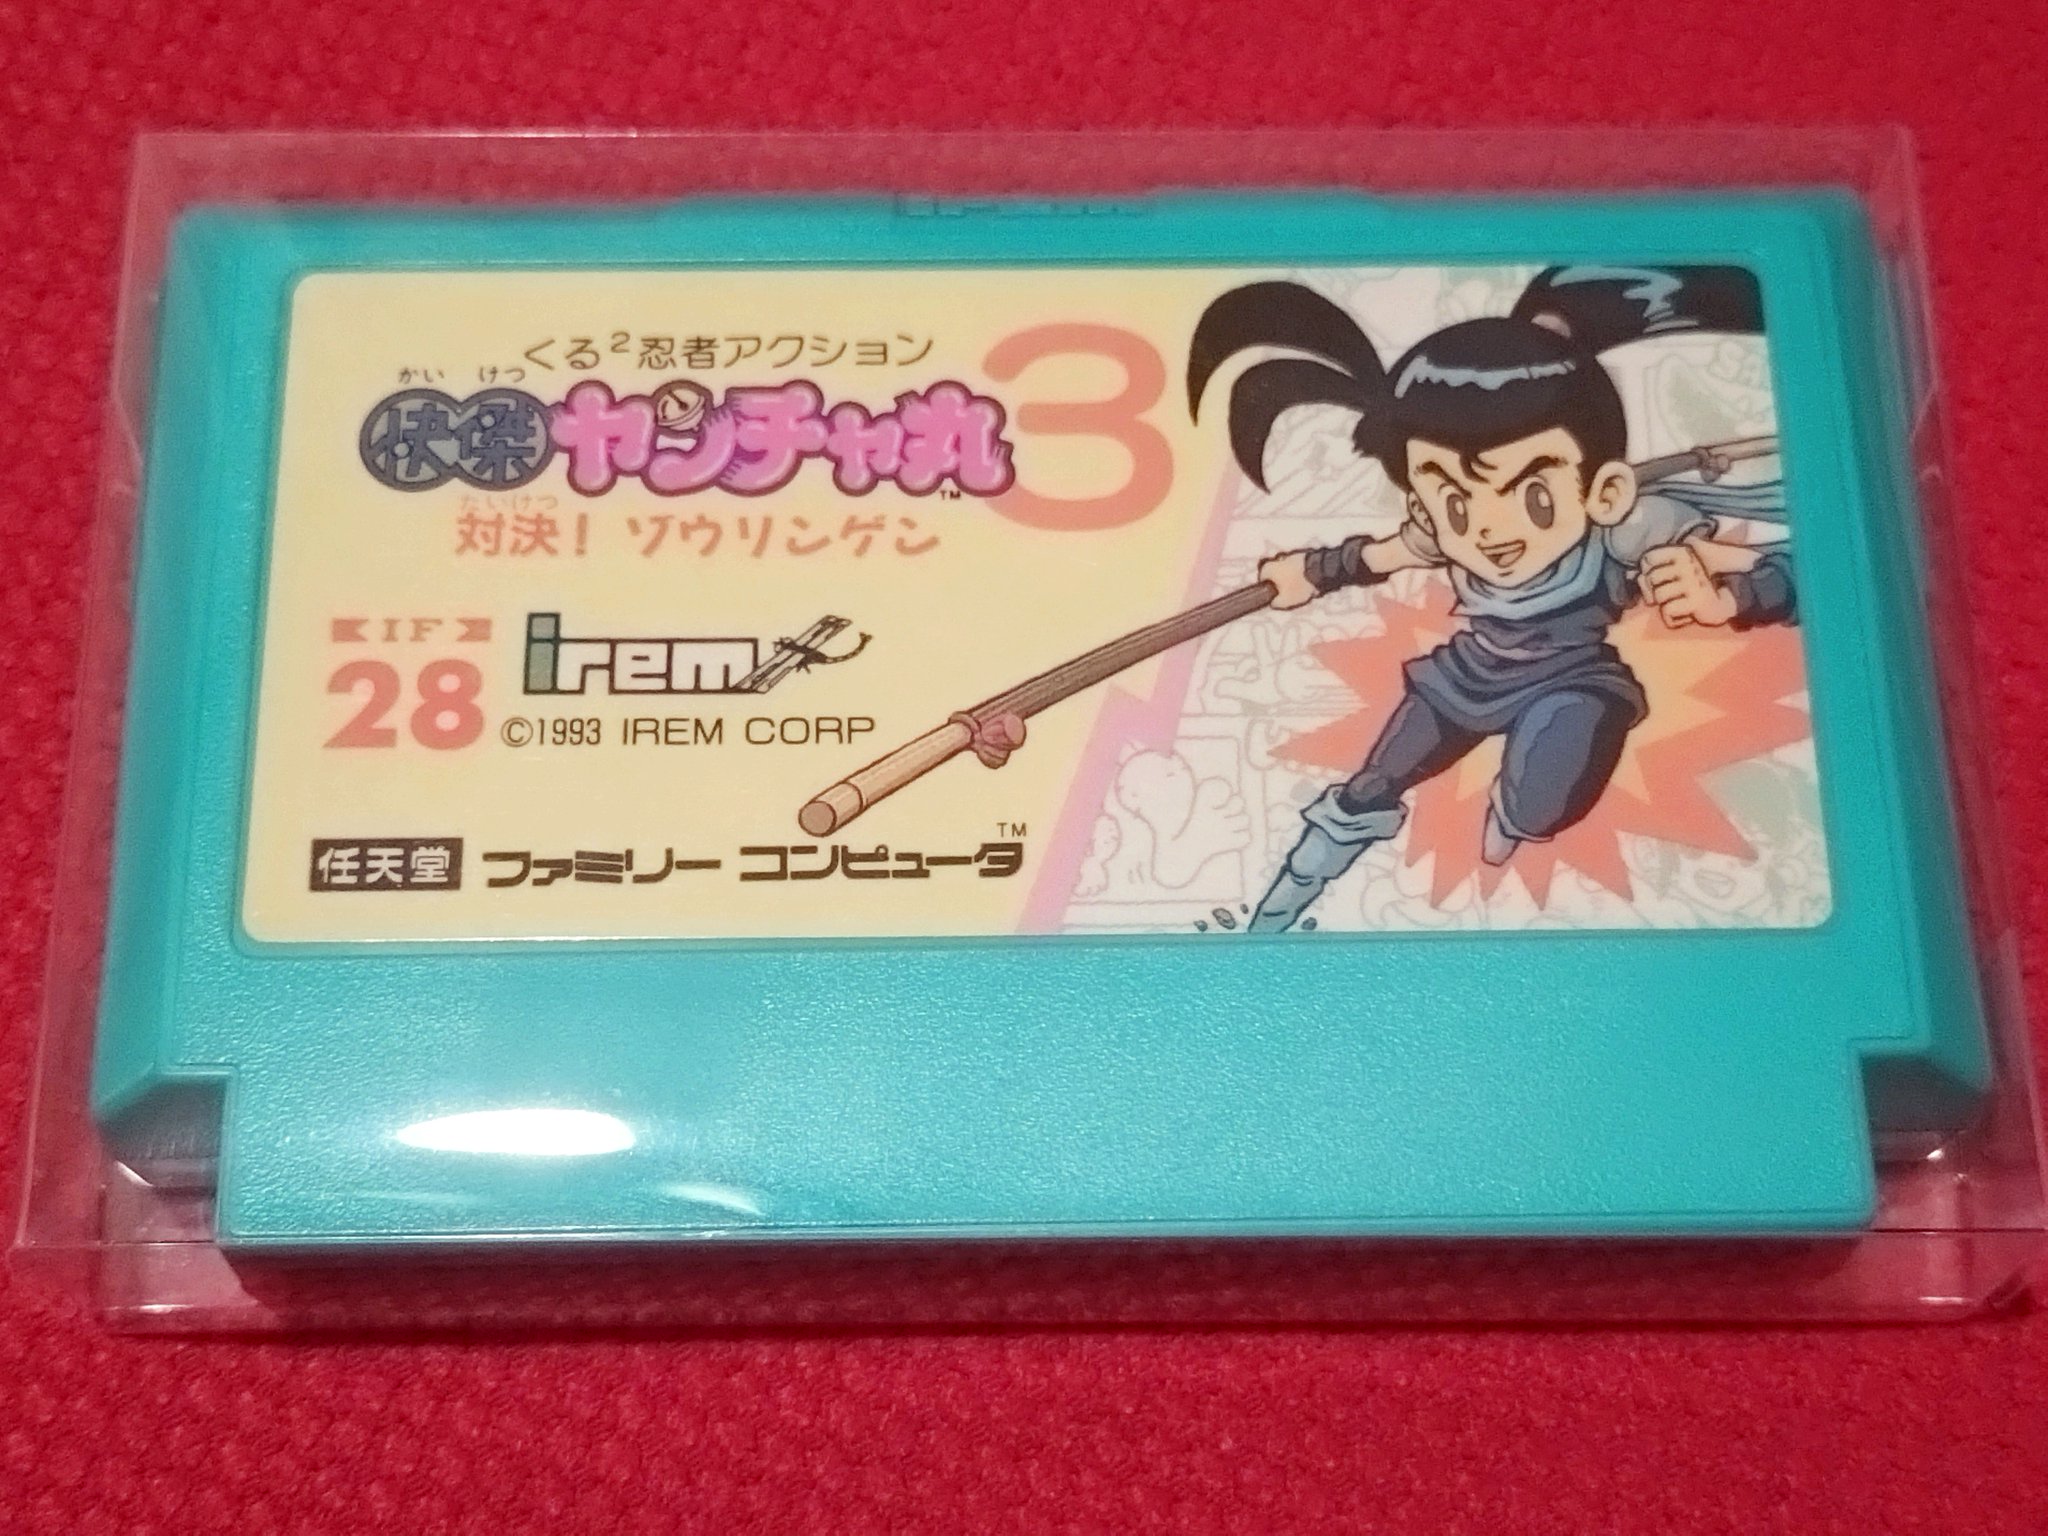 くる²忍者アクション
かい けつ
快傑ヤンチャ丸3
TM
たいけつ
対決! ゾウリンゲン
IF
28
irem
©1993 IREM CORP
任天堂 ファミリー コンピュータ TM